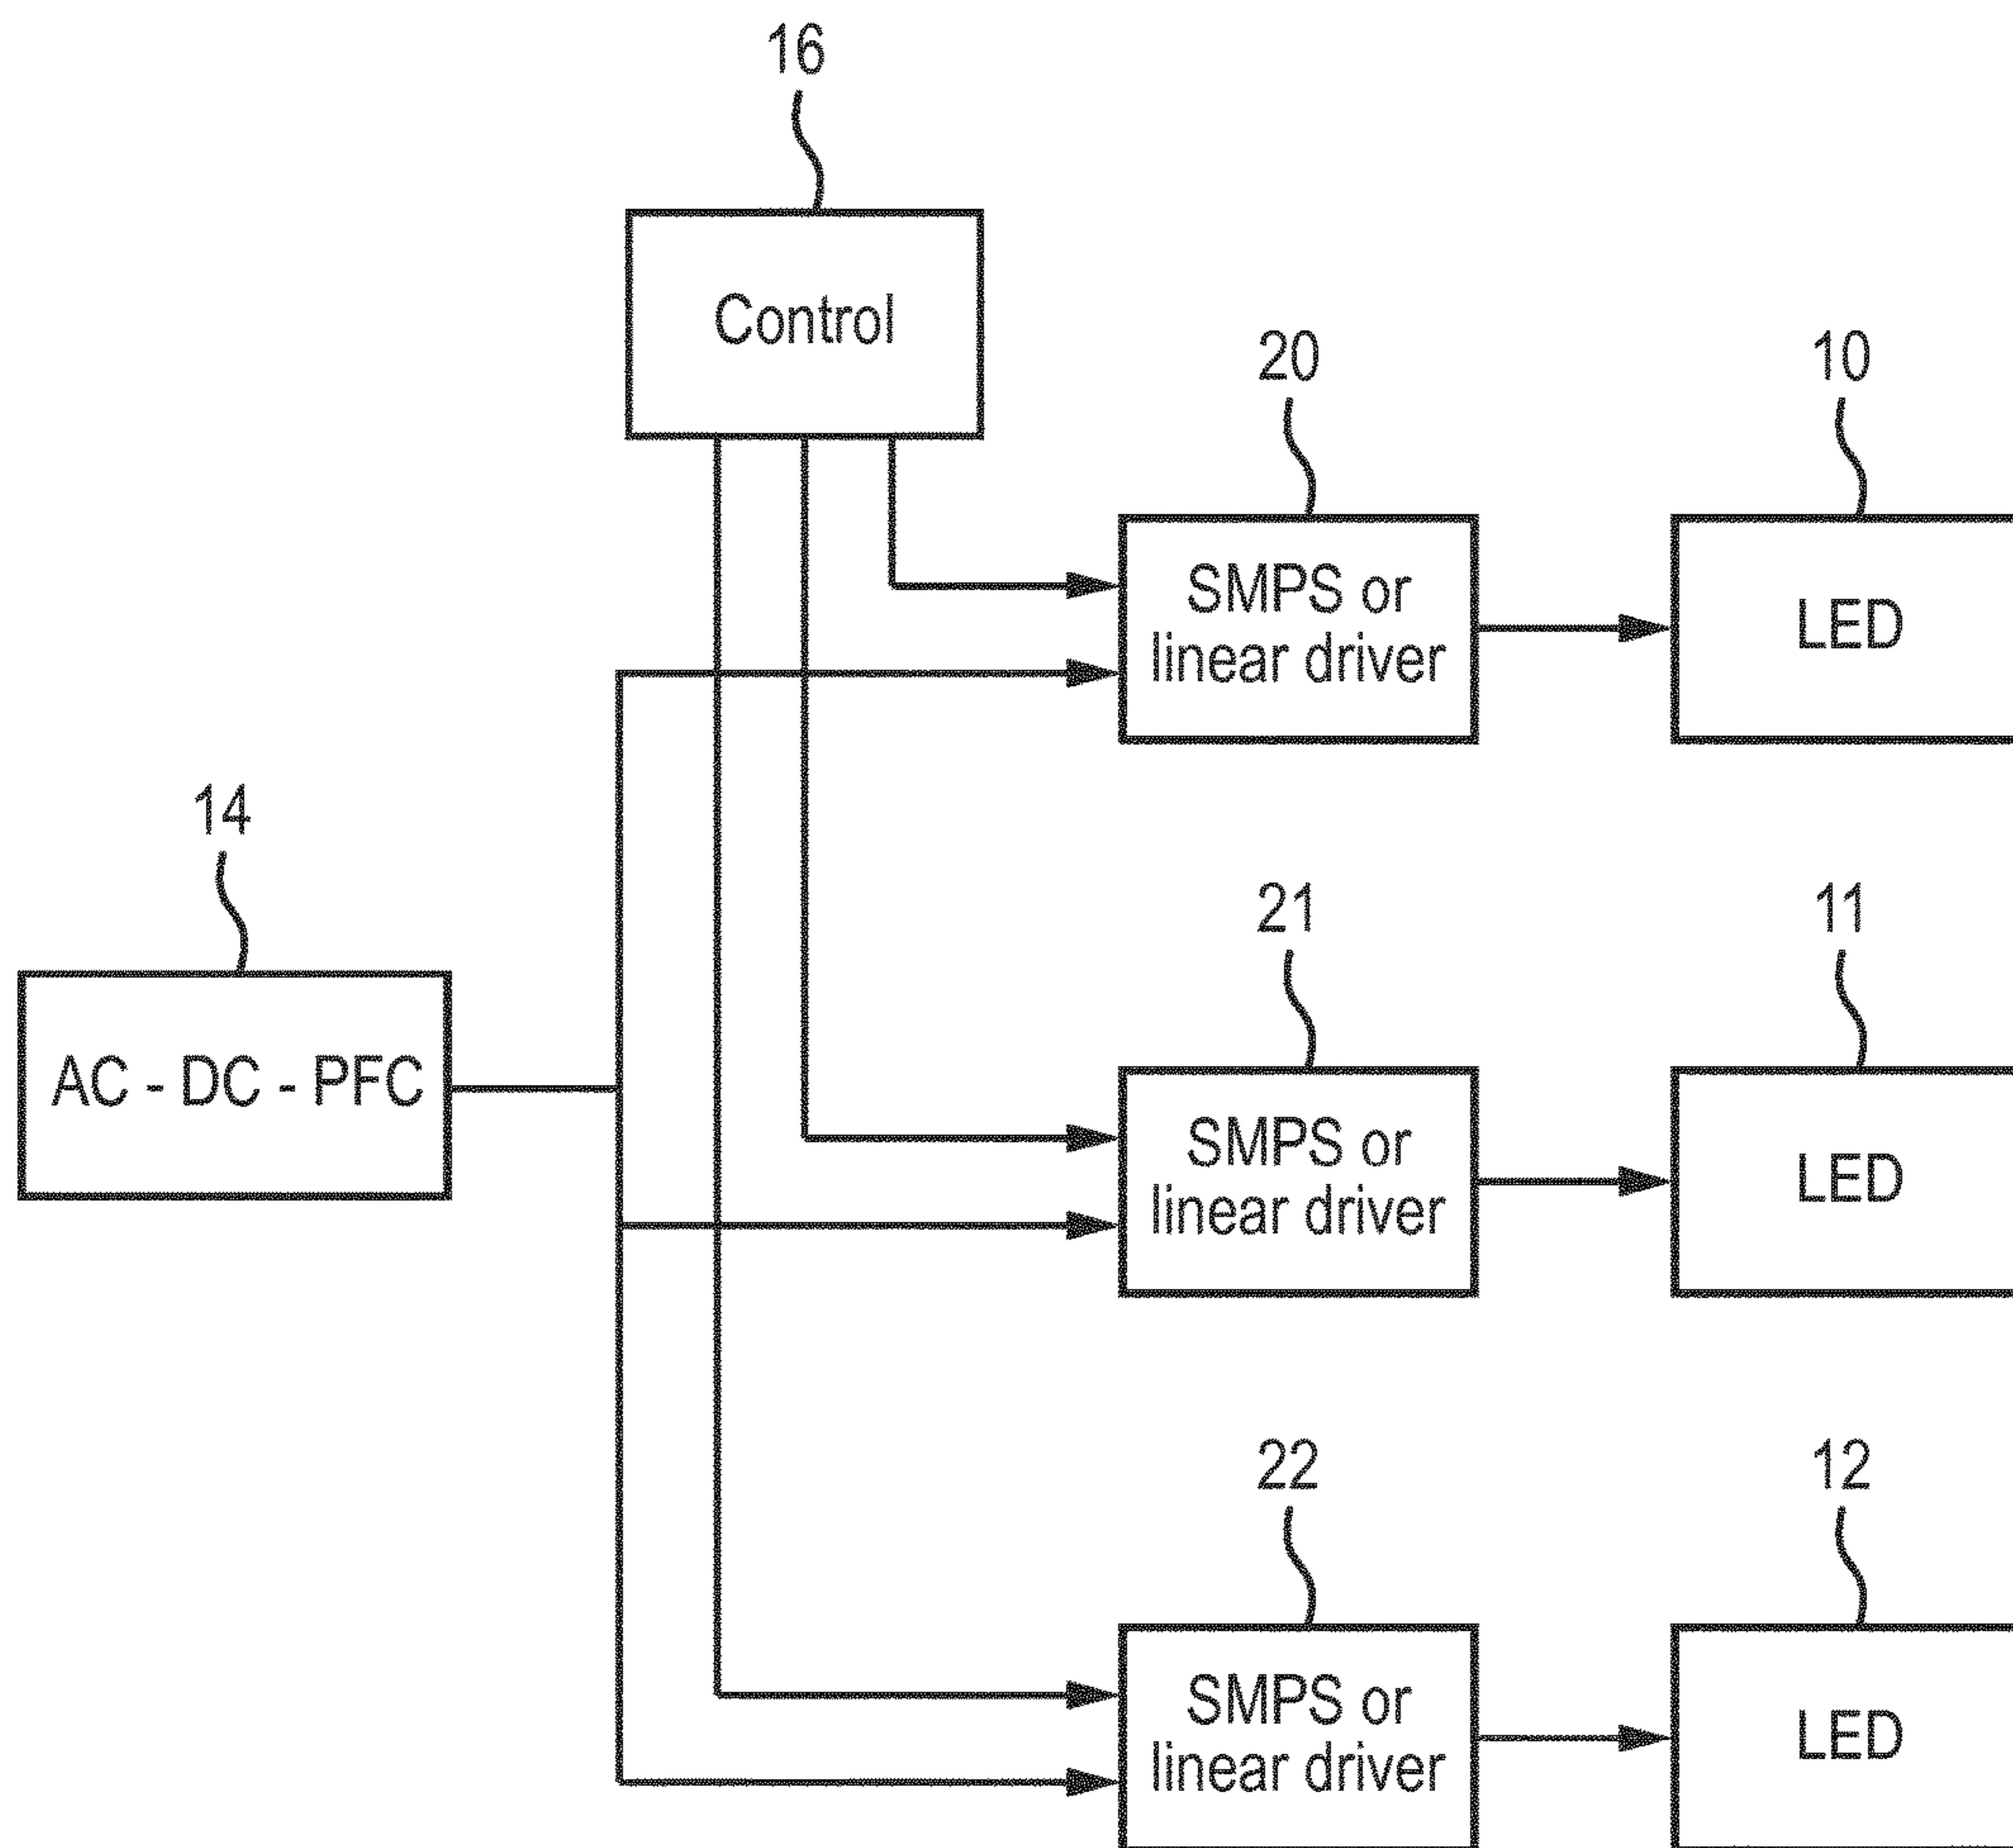 16
Control
20
10
SMPS or
linear driver
LED
14
AC - DC - PFC
21
11
SMPS or
linear driver
LED
22
12
SMPS or
linear driver
LED